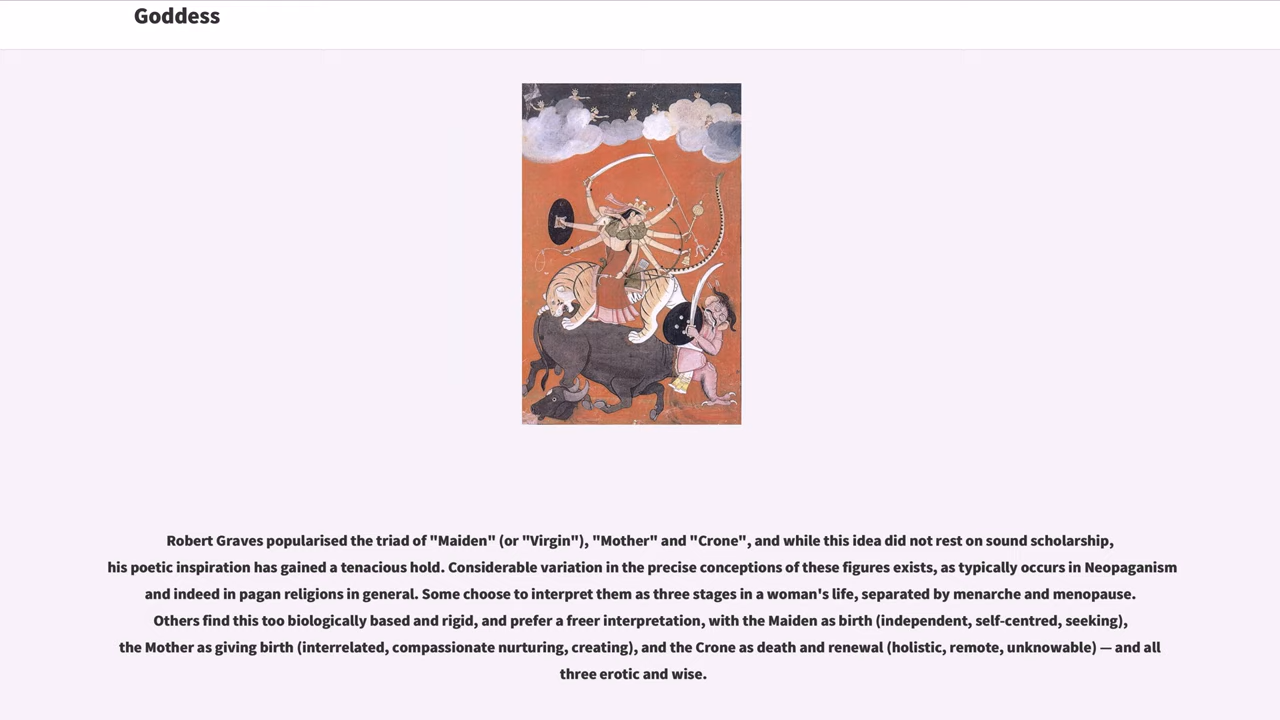 Goddess
Robert Graves popularised the triad of "Maiden" (or "Virgin"), "Mother" and "Crone", and while this idea did not rest on sound scholarship,
his poetic inspiration has gained a tenacious hold. Considerable variation in the precise conceptions of these figures exists, as typically occurs in Neopaganism
and indeed in pagan religions in general. Some choose to interpret them as three stages in a woman's life, separated by menarche and menopause.
Others find this too biologically based and rigid, and prefer a freer interpretation, with the Maiden as birth (independent, self-centred, seeking),
the Mother as giving birth (interrelated, compassionate nurturing, creating), and the Crone as death and renewal (holistic, remote, unknowable) — and all
three erotic and wise.